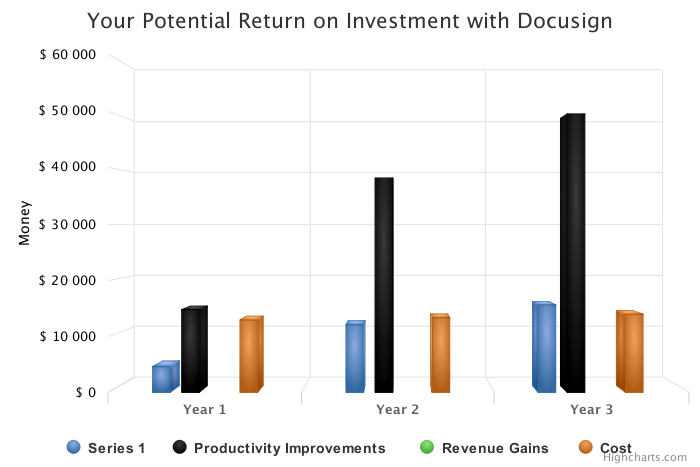 Your Potential Return on Investment with Docusign
$ 60 000
$ 50 000
$ 40 000
$ 30 000
$ 20 000
$ 10 000
$ 0
Money
Year 1 Year 2 Year 3
Series 1 Productivity Improvements Revenue Gains Cost
Highcharts.com